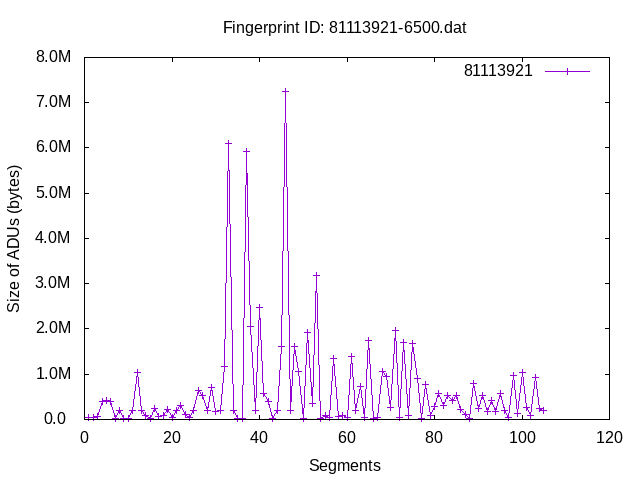 Fingerprint ID: 81113921-6500.dat
81113921
8.0M
7.0M
6.0M
5.0M
4.0M
3.0M
2.0M
1.0M
0.0
Size of ADUs (bytes)
0 20 40 60 80 100 120
Segments